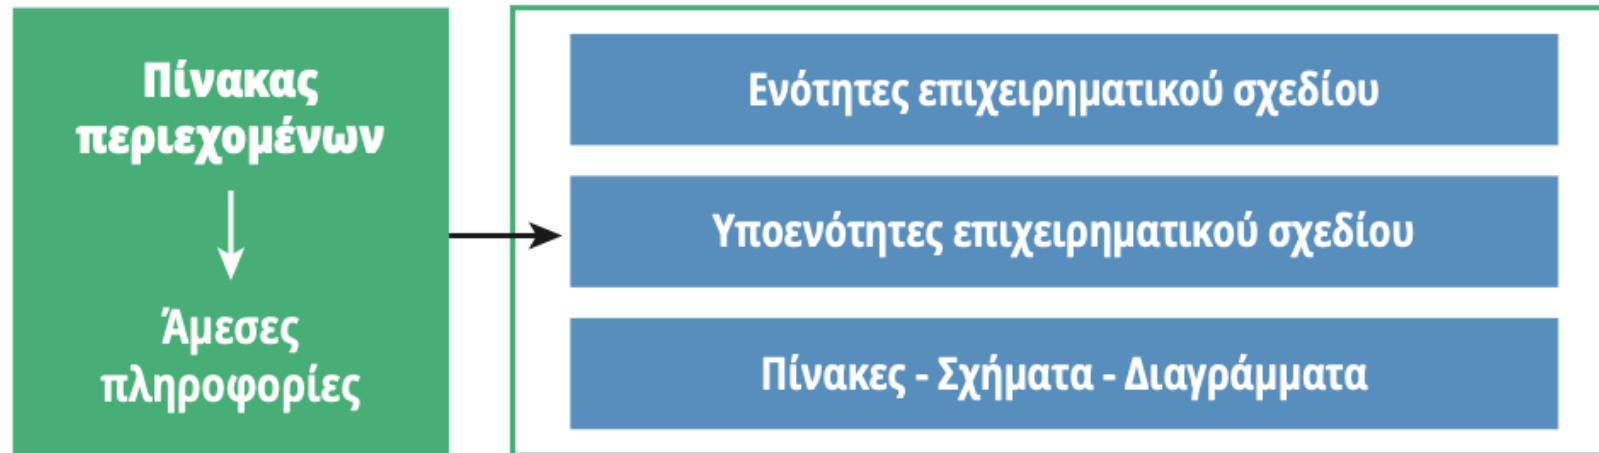 Πίνακας
περιεχομένων
Άμεσες
πληροφορίες
Ενότητες επιχειρηματικού σχεδίου
Υποενότητες επιχειρηματικού σχεδίου
Πίνακες - Σχήματα - Διαγράμματα